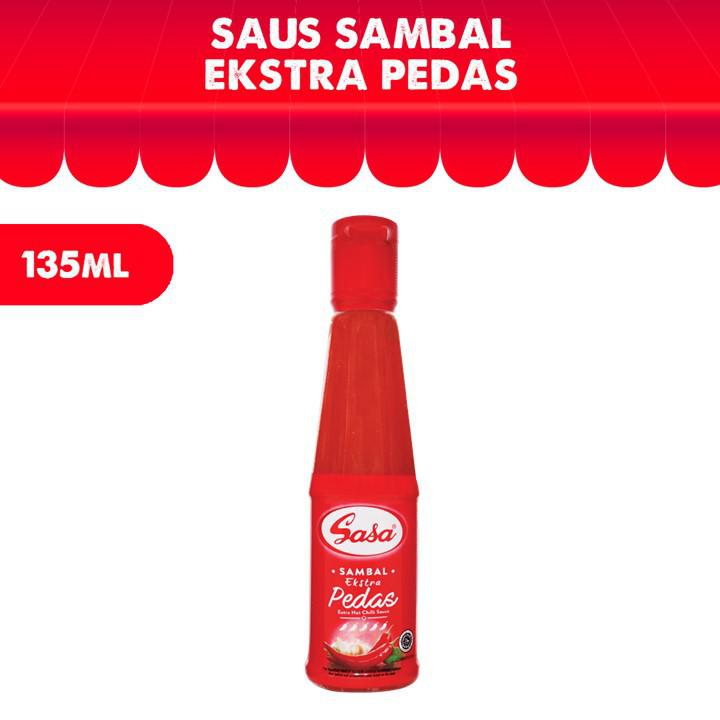 SAUS SAMBAL
EKSTRA PEDAS
135ML
Sasa®
• SAMBAL •
Ekstra
Pedas
Extra Hot Chilli Sauce